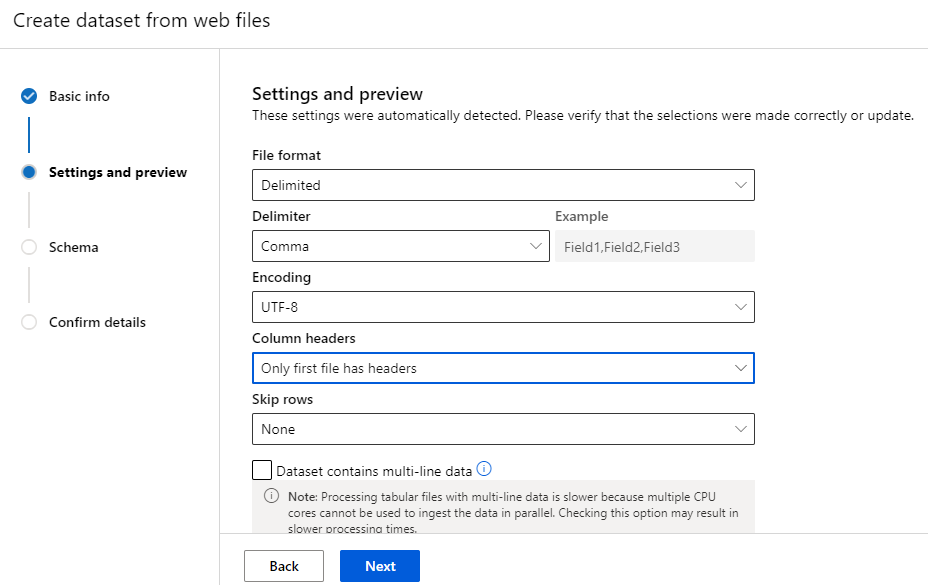 Create dataset from web files
Basic info
Settings and preview
Schema
Confirm details
Settings and preview
These settings were automatically detected. Please verify that the selections were made correctly or update.
File format
Delimited
Delimiter
Example
Comma
Field1,Field2,Field3
Encoding
UTF-8
Column headers
Only first file has headers
Skip rows
None
Dataset contains multi-line data
Note: Processing tabular files with multi-line data is slower because multiple CPU
cores cannot be used to ingest the data in parallel. Checking this option may result in
slower processing times.
Back
Next